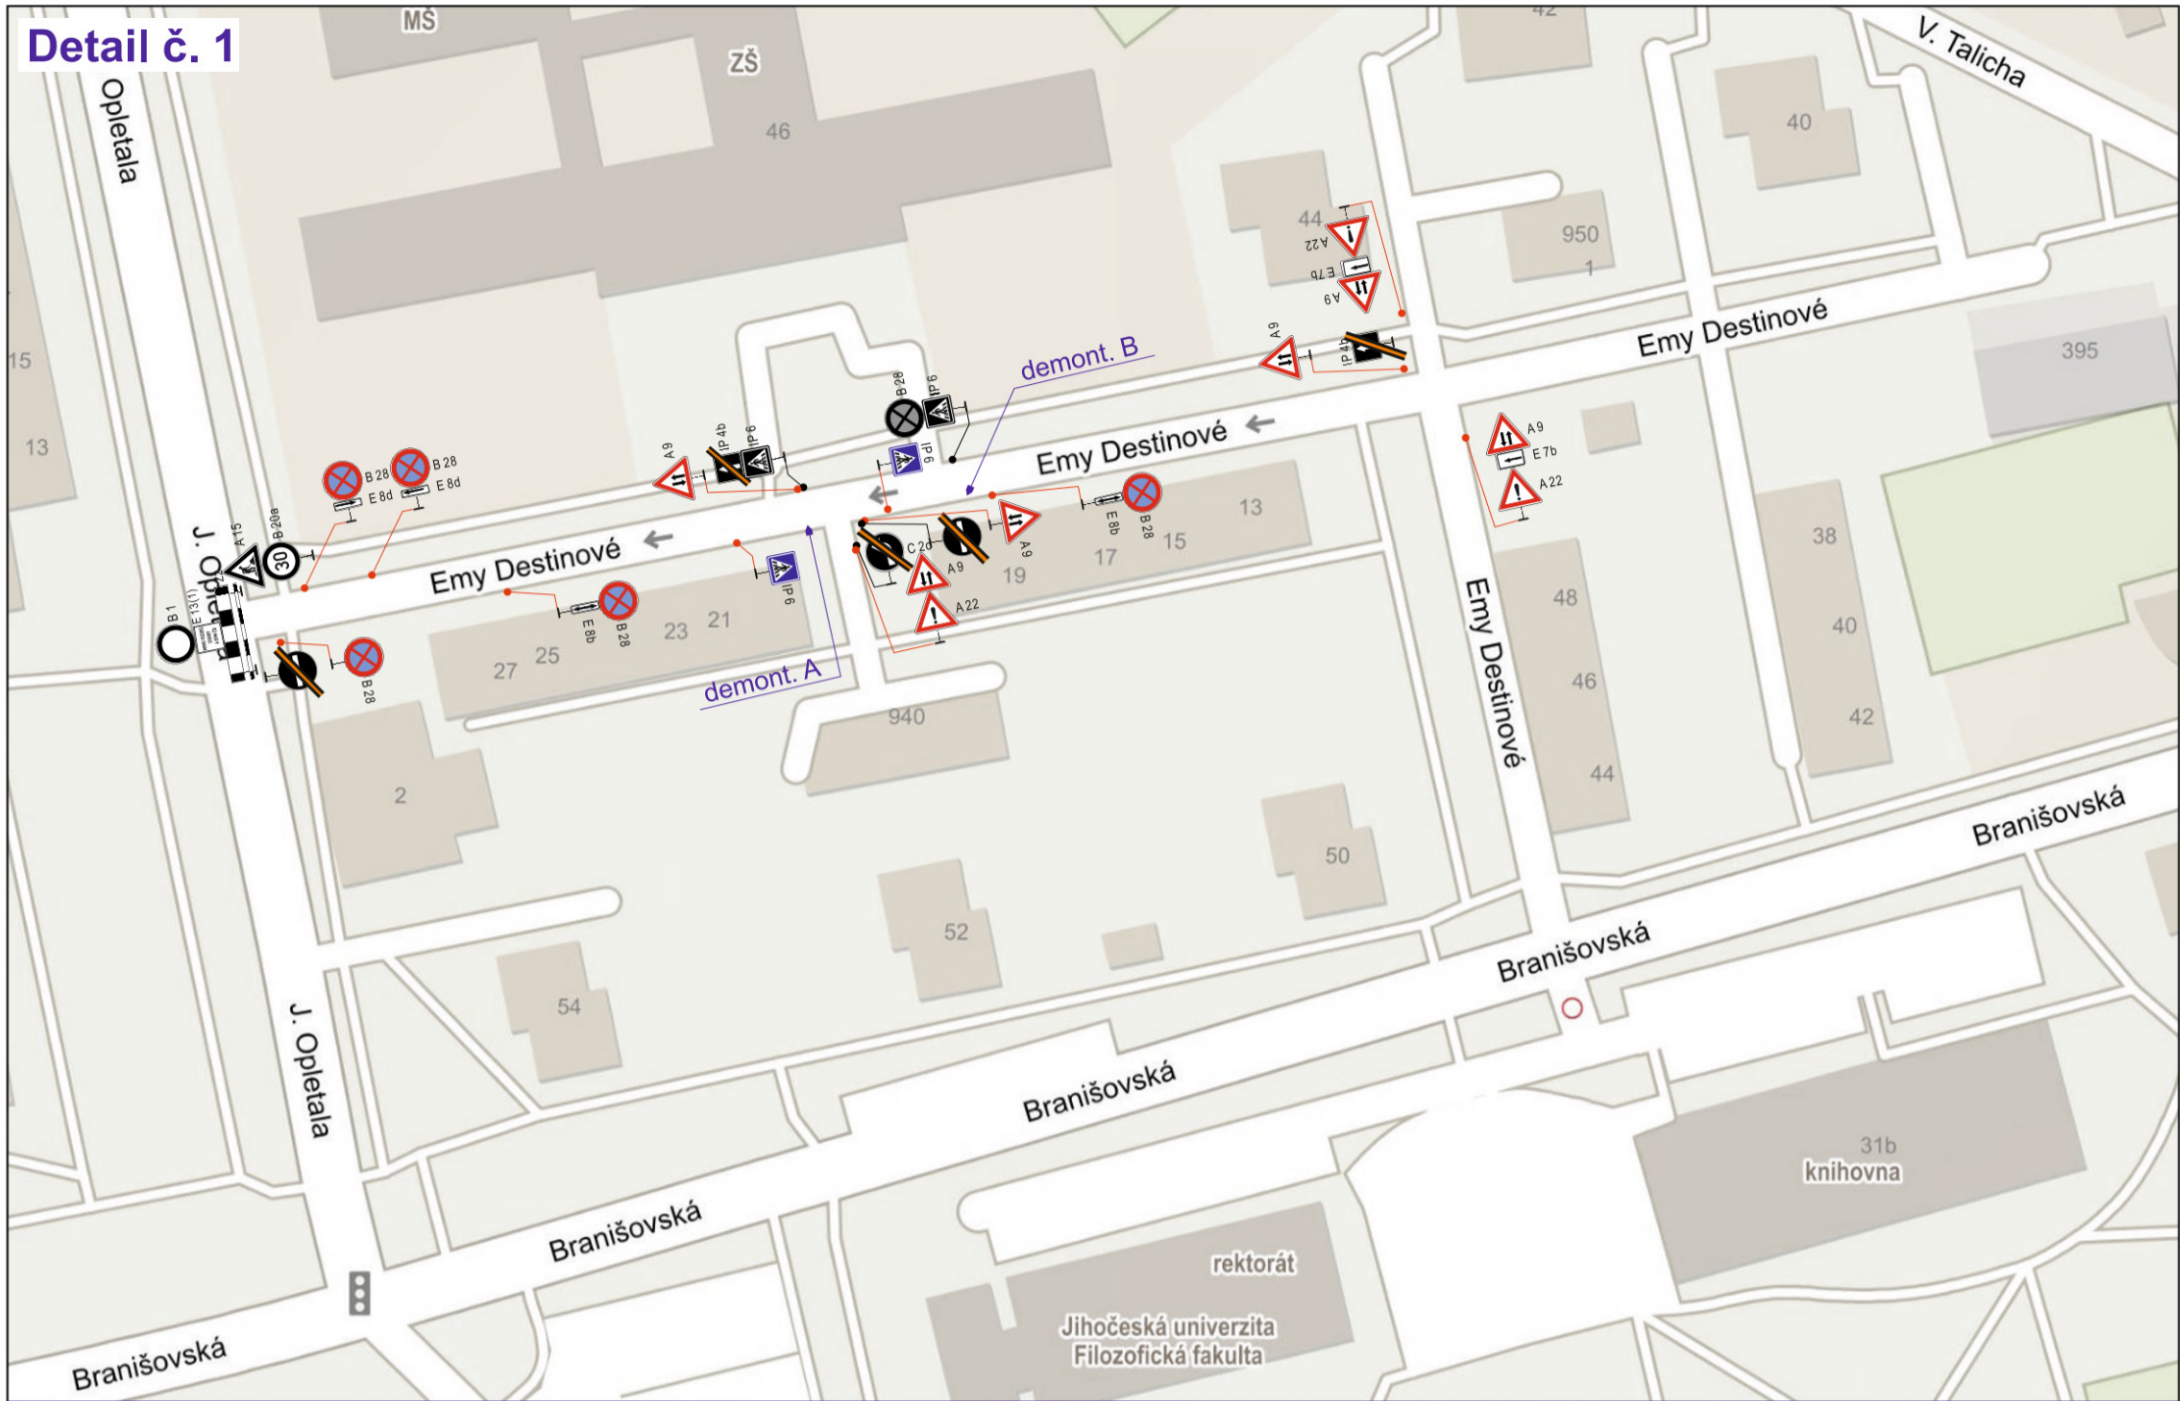 Detail č. 1
MŠ
ZŠ
46
42
V. Talicha
40
J. Opletala
Opletala
44
950
1
A 22
E 7b
A 9
IP 4b
A 9
Emy Destinové
395
15
13
demont. B
B 28
IP 6
IP 4b
IP 6
A 9
IP 6
Emy Destinové
A 9
E 7b
A 22
B 28
E 8d
B 28
E 8d
A 15
B 20a
30
B 1
E 13(1)
Emy Destinové
E 8b
B 28
13
15
17
19
A 9
A 9
A 22
IP 6
E 8b
B 28
21
23
25
27
B 28
demont. A
940
2
38
40
42
48
46
44
Emy Destinové
50
52
54
Branišovská
Branišovská
Branišovská
Branišovská
Branišovská
J. Opletala
31b
knihovna
rektorát
Jihočeská univerzita
Filozofická fakulta